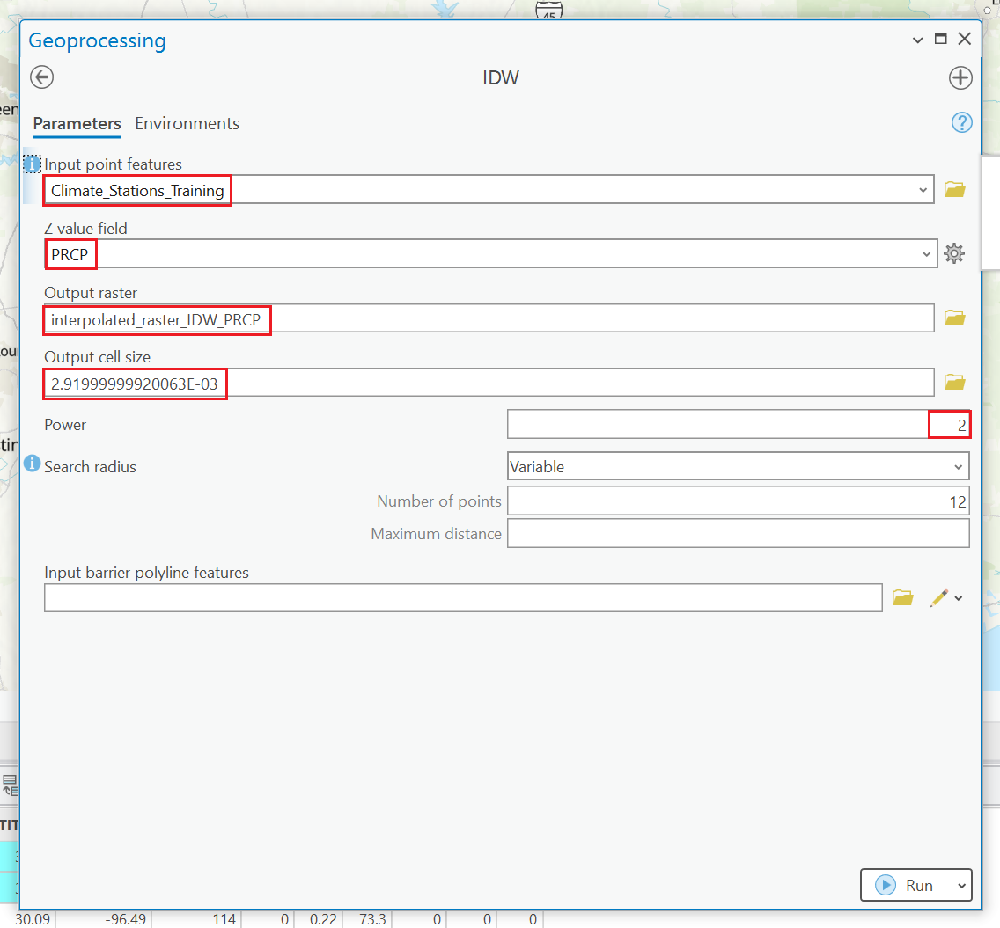 45
Geoprocessing
IDW
Parameters Environments
Input point features
Climate_Stations_Training
Z value field
PRCP
Output raster
interpolated_raster_IDW_PRCP
Output cell size
2.91999999920063E-03
Power 2
Search radius Variable
Number of points 12
Maximum distance
Input barrier polyline features
Run
30.09 -96.49 114 0 0.22 73.3 0 0 0